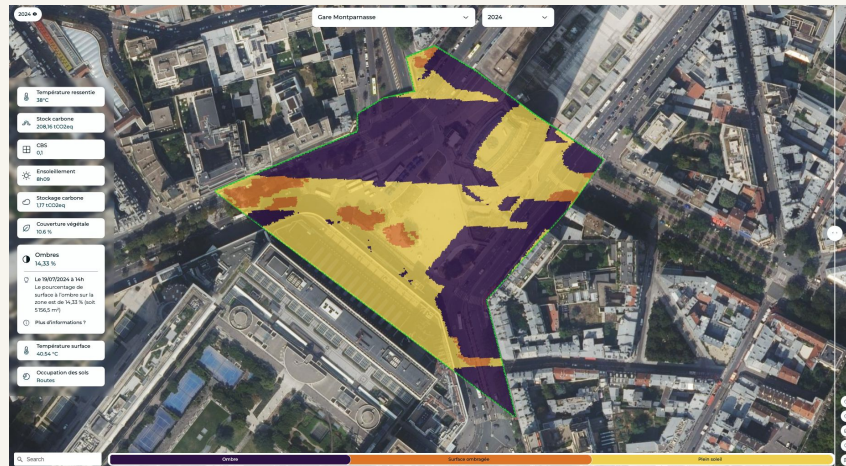 2024
Gare Montparnasse
2024
Température ressentie
38°C
Stock carbone
208,16 tCO2eq
CBS
0,1
Ensoleillement
8h09
Stockage carbone
1,17 tCO2eq
Couverture végétale
10.6 %
Ombres
14,33 %
Le 19/07/2024 à 14h
Le pourcentage de
surface à l'ombre sur la
zone est de 14,33 % (soit
5 156,5 m²)
Plus d'informations ?
Température surface
40.54 °C
Occupation des sols
Routes
Search
Ombre
Surface ombragée
Plein soleil